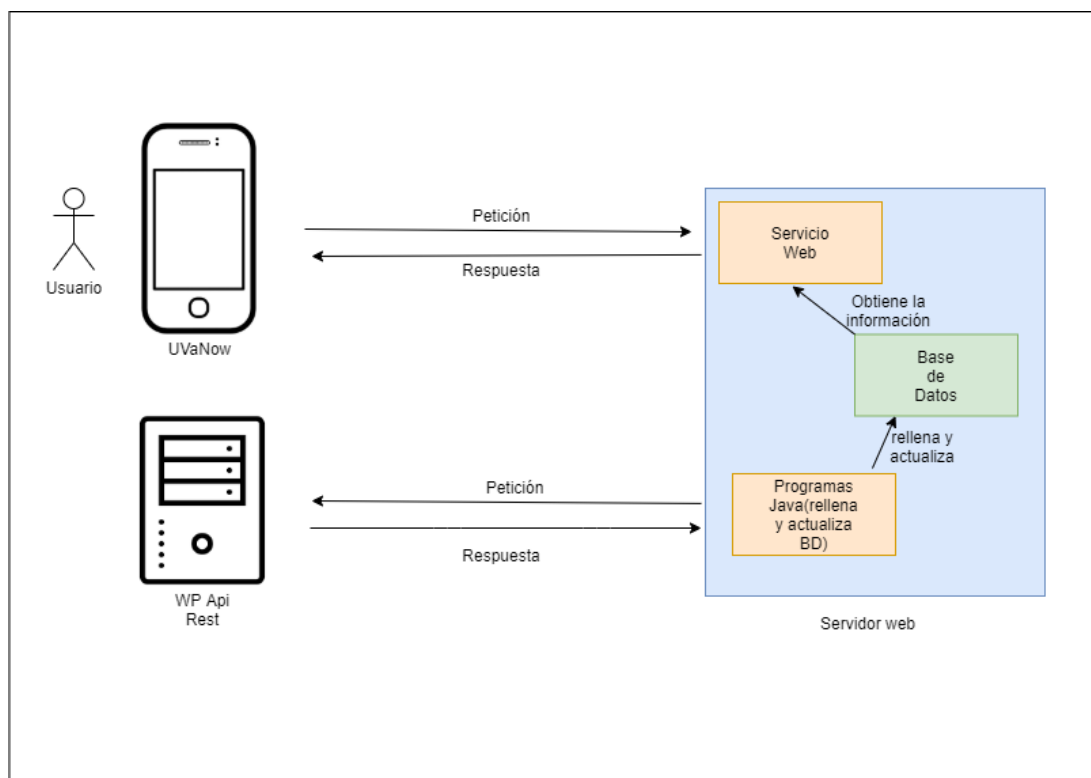 Petición
Servicio
Web
Respuesta
Usuario
Obtiene la
información
UVaNow
Base
de
Datos
rellena y
actualiza
Petición
Programas
Java(rellena
y actualiza
BD)
Respuesta
WP Api
Rest
Servidor web